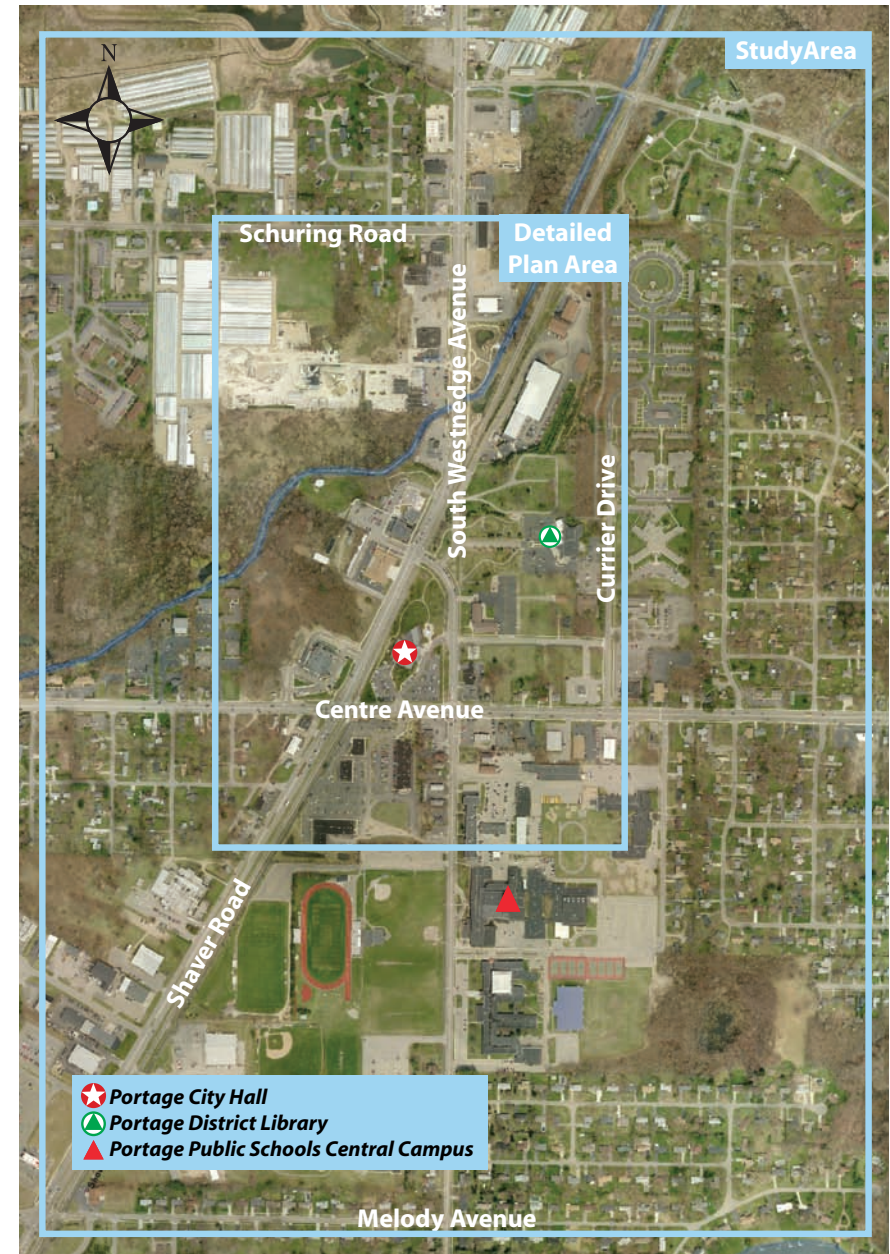 StudyArea
N
Schuring Road
Detailed
Plan Area
South Westnedge Avenue
Currier Drive
Centre Avenue
Shaver Road
Portage City Hall
Portage District Library
Portage Public Schools Central Campus
Melody Avenue